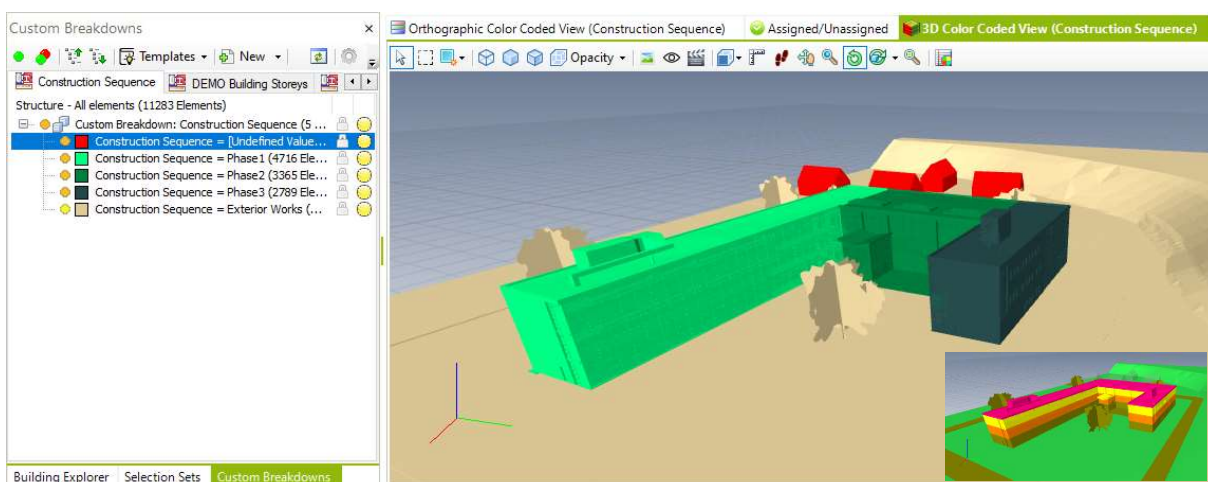 Custom Breakdowns
Templates
New
Construction Sequence
DEMO Building Storeys
Structure - All elements (11283 Elements)
Custom Breakdown: Construction Sequence (5 ...
Construction Sequence = [Undefined Value...
Construction Sequence = Phase1 (4716 Ele...
Construction Sequence = Phase2 (3365 Ele...
Construction Sequence = Phase3 (2789 Ele...
Construction Sequence = Exterior Works (...
Building Explorer
Selection Sets
Custom Breakdowns
Orthographic Color Coded View (Construction Sequence)
Assigned/Unassigned
3D Color Coded View (Construction Sequence)
Opacity